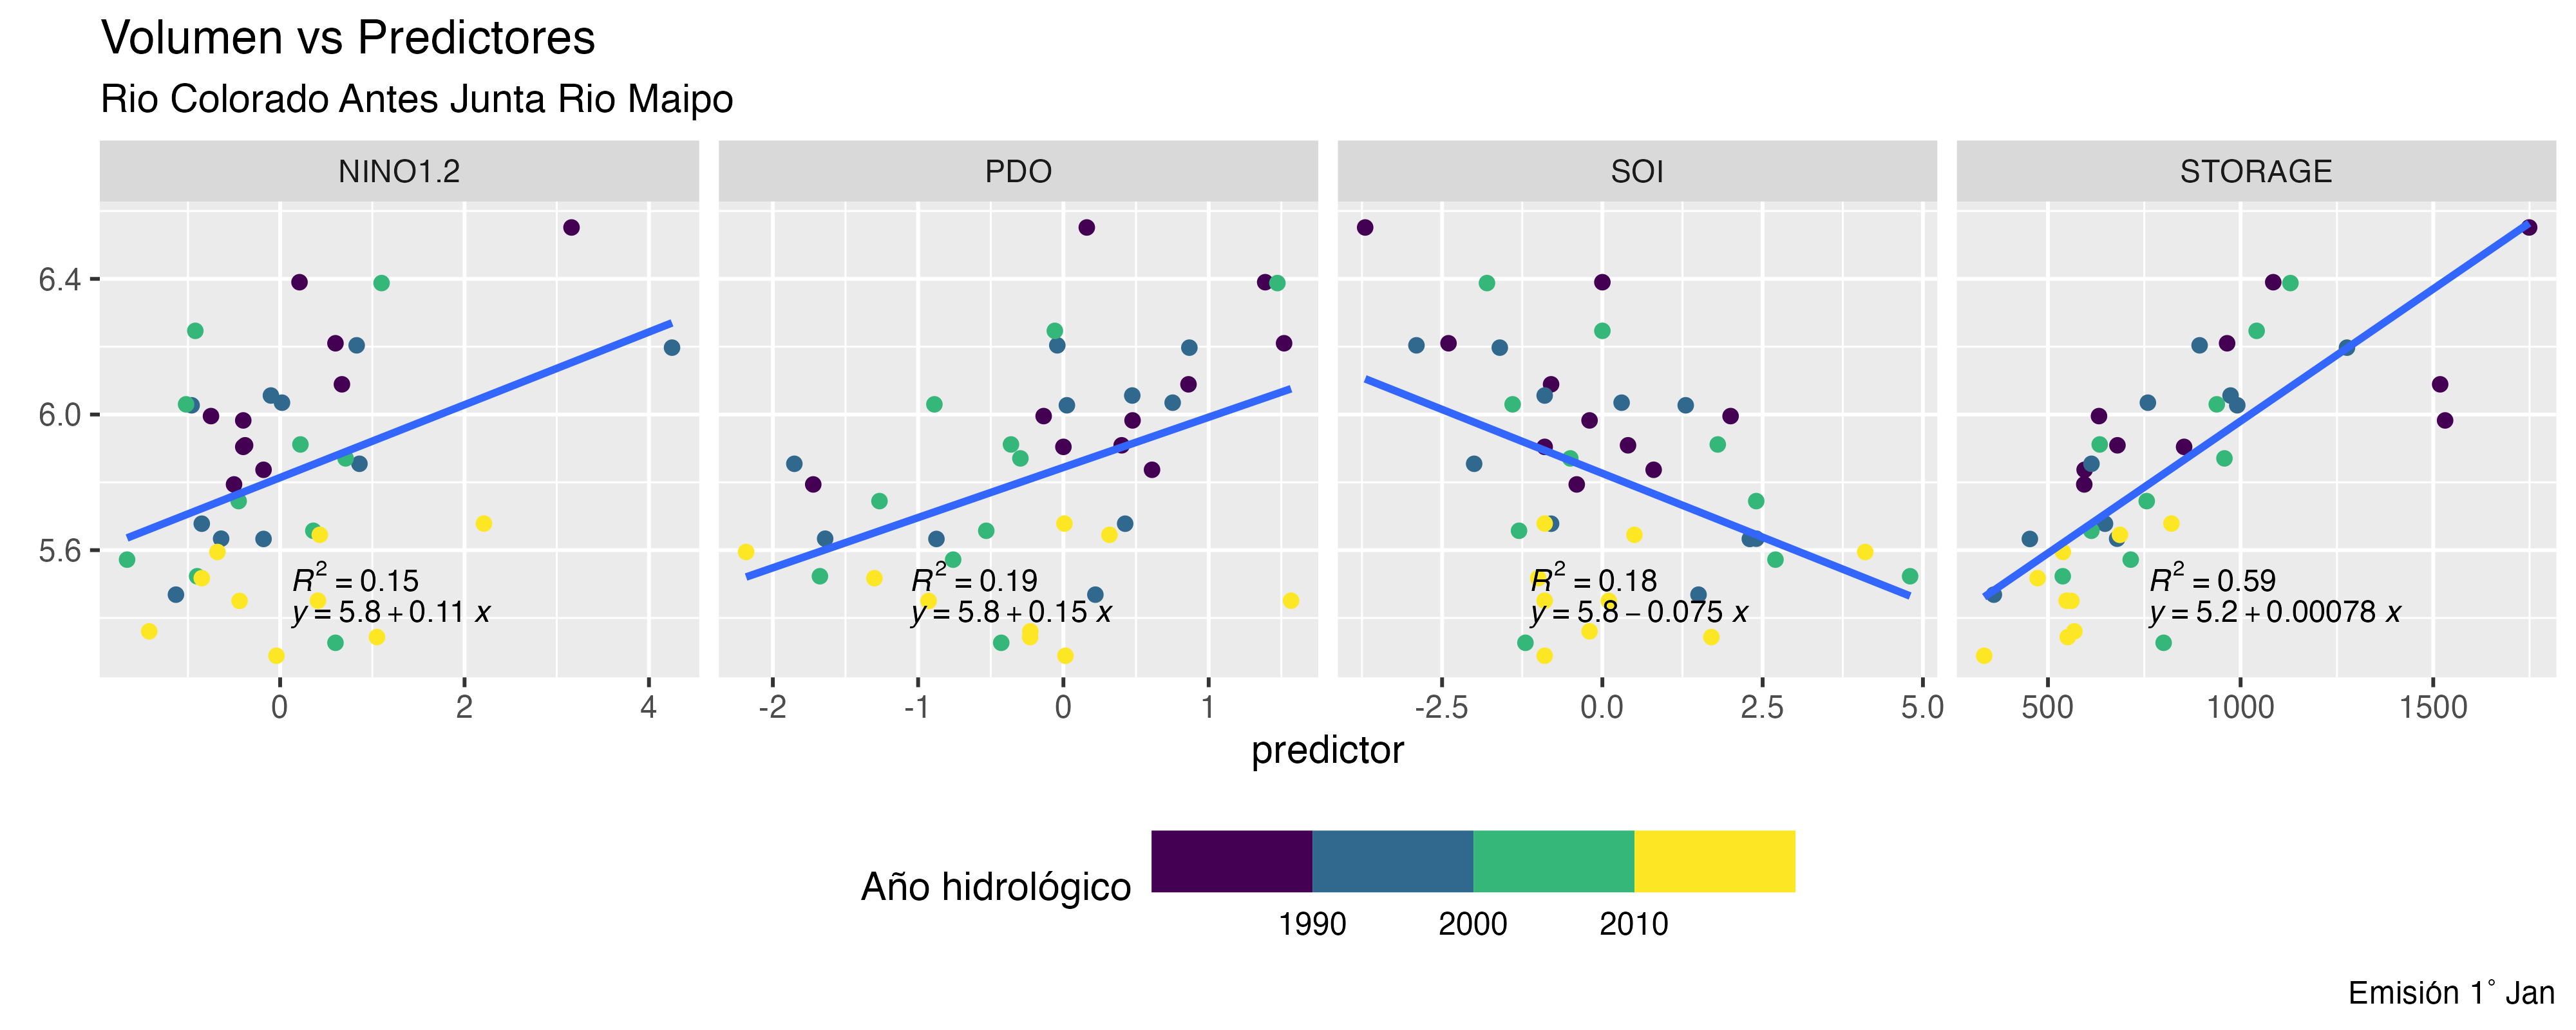 Volumen vs Predictores
Rio Colorado Antes Junta Rio Maipo
NINO1.2 PDO SOI STORAGE
6.4
6.0
5.6
R² = 0.15 R² = 0.19 R² = 0.18 R² = 0.59
y = 5.8 + 0.11 x y = 5.8 + 0.15 x y = 5.8 − 0.075 x y = 5.2 + 0.00078 x
0 2 4 -2 -1 0 1 -2.5 0.0 2.5 5.0 500 1000 1500
predictor
Año hidrológico
1990 2000 2010
Emisión 1° Jan